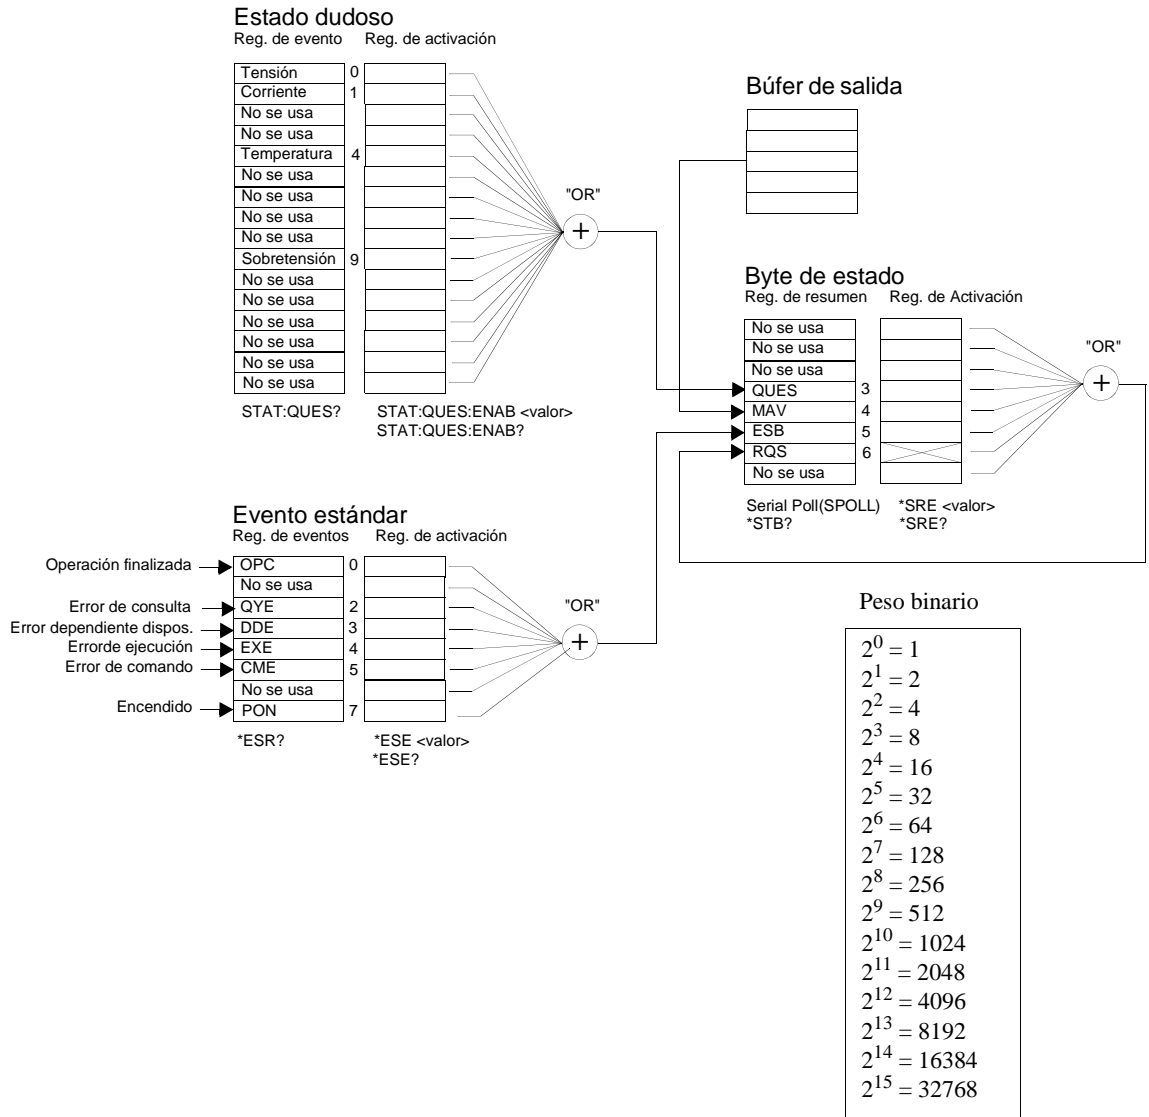 Estado dudoso
Reg. de evento Reg. de activación
Tensión 0
Corriente 1
No se usa
No se usa
Temperatura 4
No se usa
No se usa
No se usa
No se usa
Sobretensión 9
No se usa
No se usa
No se usa
No se usa
No se usa
No se usa
STAT:QUES? STAT:QUES:ENAB <valor>
STAT:QUES:ENAB?
"OR"
+
Búfer de salida
Byte de estado
Reg. de resumen Reg. de Activación
No se usa
No se usa
No se usa
QUES 3
MAV 4
ESB 5
RQS 6
No se usa
Serial Poll(SPOLL) *SRE <valor>
*STB? *SRE?
"OR"
+
Evento estándar
Reg. de eventos Reg. de activación
Operación finalizada OPC 0
No se usa
Error de consulta QYE 2
Error dependiente dispos. DDE 3
Errorde ejecución EXE 4
Error de comando CME 5
No se usa
Encendido PON 7
*ESR? *ESE <valor>
*ESE?
"OR"
+
Peso binario
2^0 = 1
2^1 = 2
2^2 = 4
2^3 = 8
2^4 = 16
2^5 = 32
2^6 = 64
2^7 = 128
2^8 = 256
2^9 = 512
2^10 = 1024
2^11 = 2048
2^12 = 4096
2^13 = 8192
2^14 = 16384
2^15 = 32768